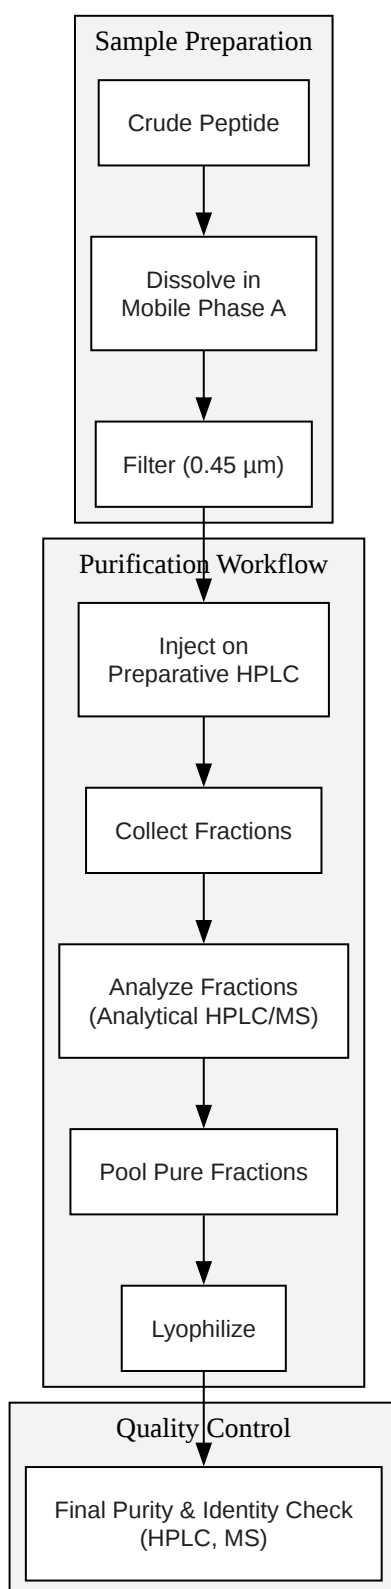 Sample Preparation
Crude Peptide
Dissolve in
Mobile Phase A
Filter (0.45 µm)
Purification Workflow
Inject on
Preparative HPLC
Collect Fractions
Analyze Fractions
(Analytical HPLC/MS)
Pool Pure Fractions
Lyophilize
Quality Control
Final Purity & Identity Check
(HPLC, MS)